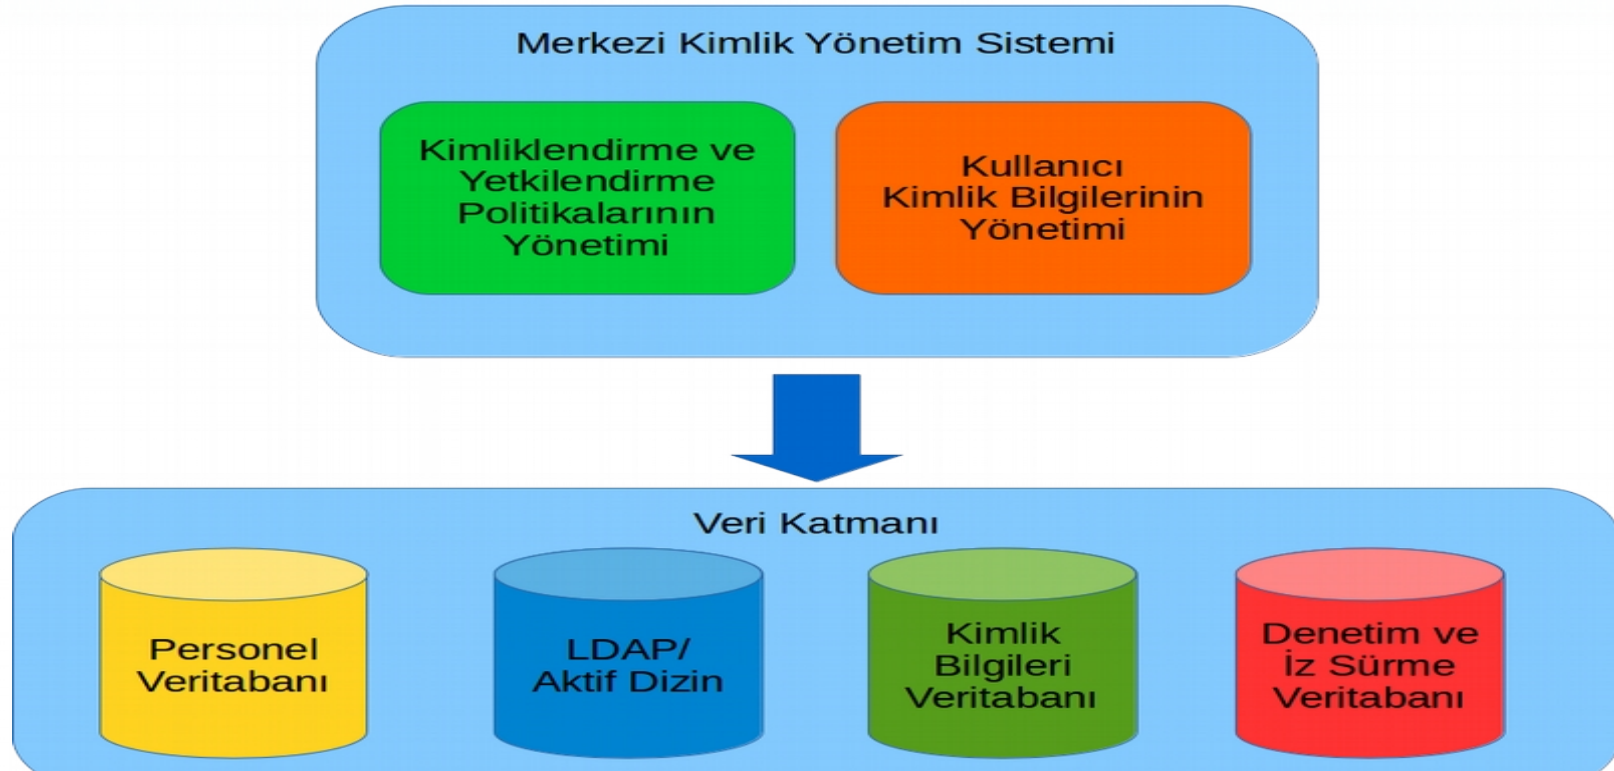 Merkezi Kimlik Yönetim Sistemi
Kimliklendirme ve
Yetkilendirme
Politikalarının
Yönetimi
Kullanıcı
Kimlik Bilgilerinin
Yönetimi
Veri Katmanı
Personel
Veritabanı
LDAP/
Aktif Dizin
Kimlik
Bilgileri
Veritabanı
Denetim ve
İz Sürme
Veritabanı